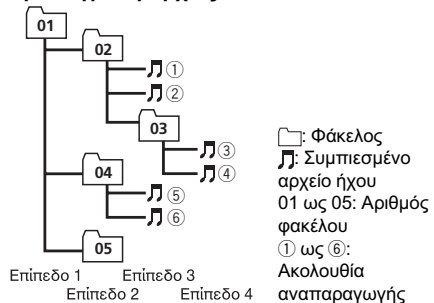 01
02
①
②
03
③
④
04
⑤
⑥
05
Επίπεδο 1 Επίπεδο 3
Επίπεδο 2 Επίπεδο 4
: Φάκελος
: Συμπιεσμένο
αρχείο ήχου
01 ως 05: Αριθμός
φακέλου
① ως ⑥:
Ακολουθία
αναπαραγωγής